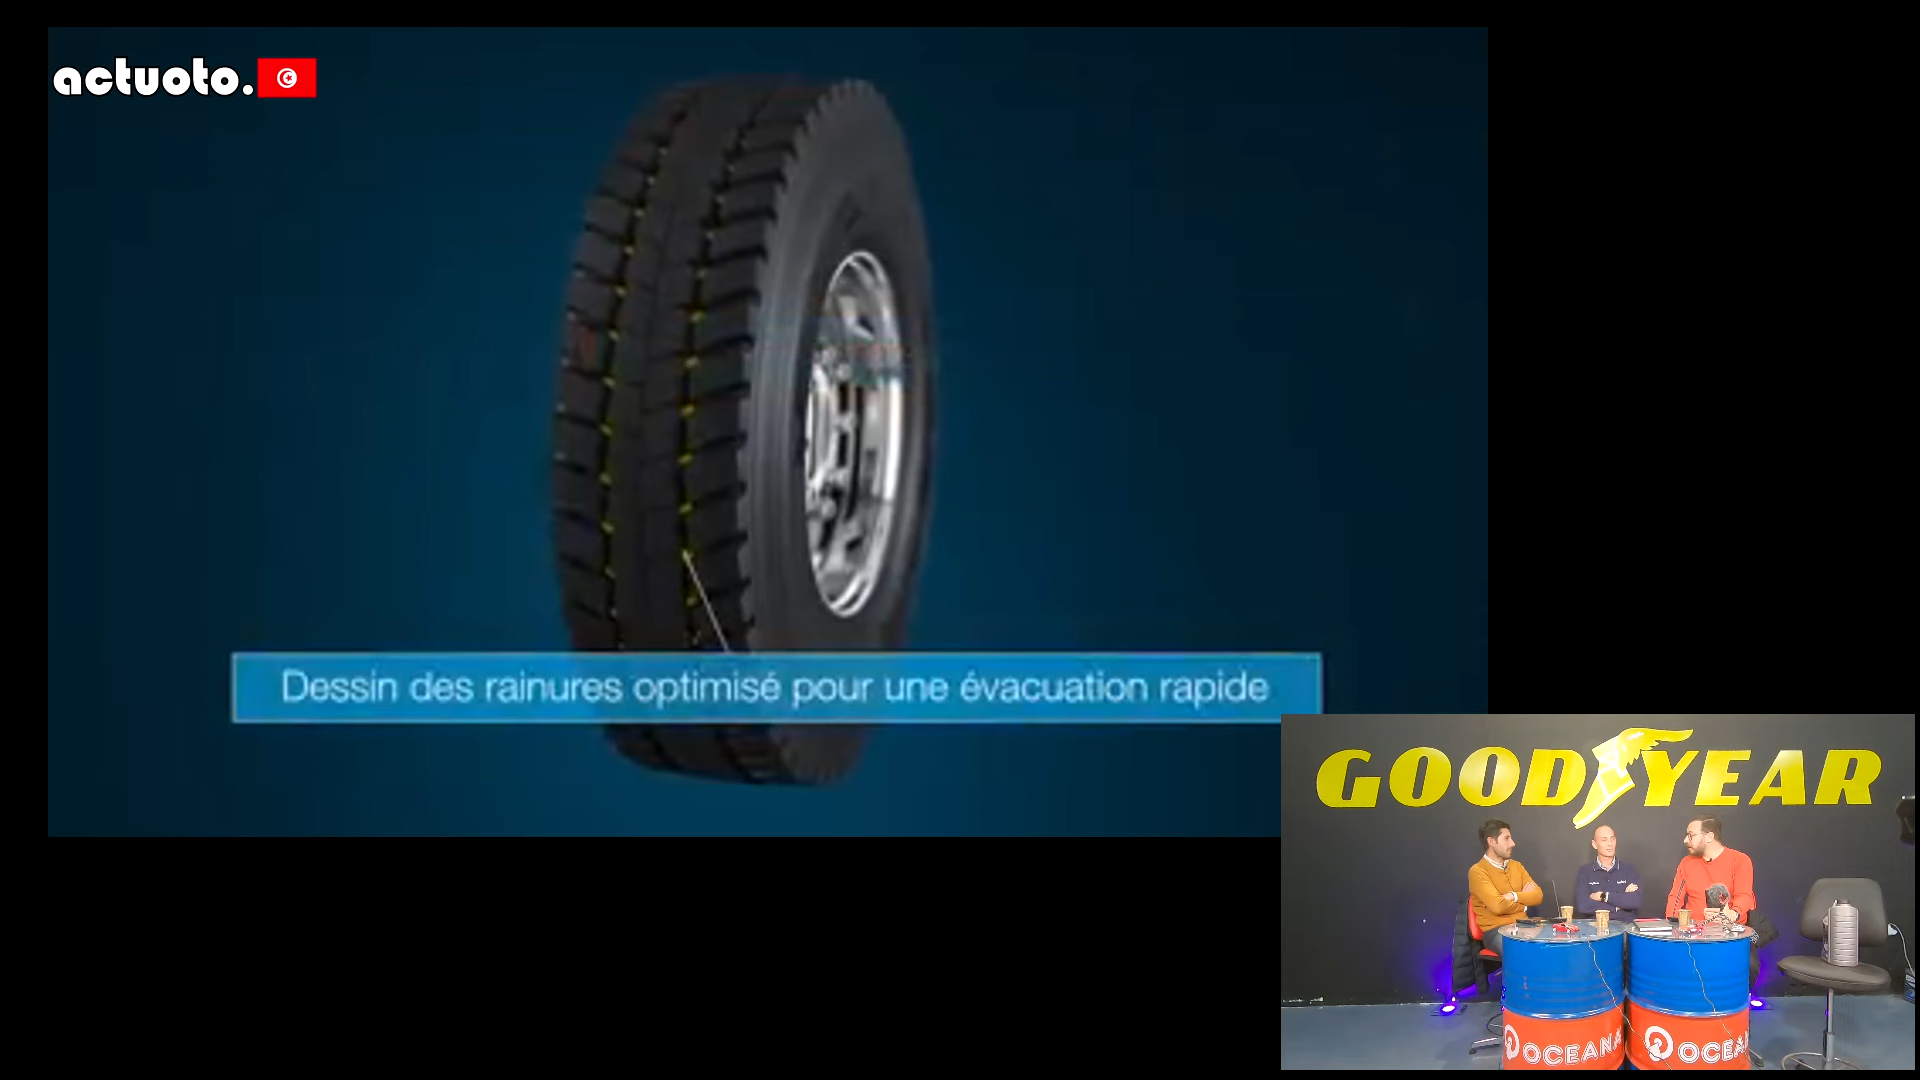 actuoto.
Dessin des rainures optimisé pour une évacuation rapide
GOODYEAR
OCEANA
OCEA